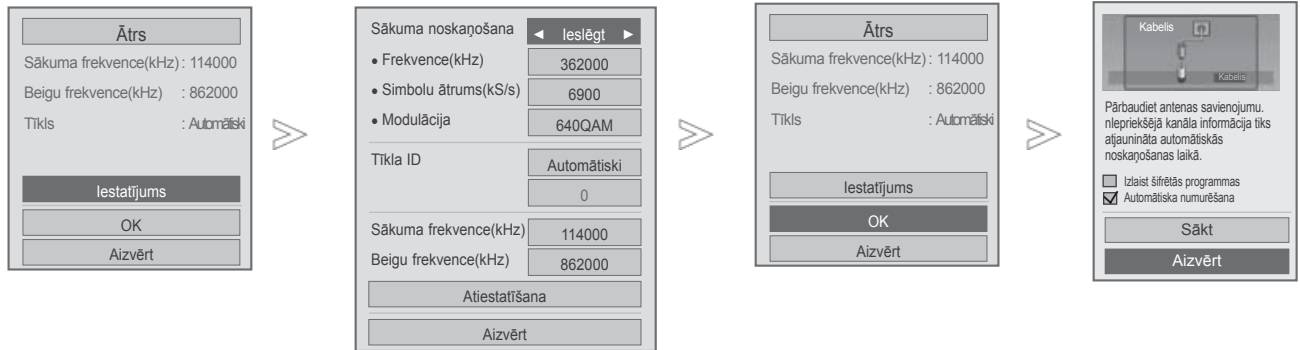 Ātrs
Sākuma frekvence(kHz) : 114000
Beigu frekvence(kHz) : 862000
Tīkls : Automātiski
Iestatījums
OK
Aizvērt
Sākuma noskaņošana ◄ Ieslēgt ►
• Frekvence(kHz) 362000
• Simbolu ātrums(kS/s) 6900
• Modulācija 640QAM
Tīkla ID Automātiski
0
Sākuma frekvence(kHz) 114000
Beigu frekvence(kHz) 862000
Atiestatīšana
Aizvērt
Ātrs
Sākuma frekvence(kHz) : 114000
Beigu frekvence(kHz) : 862000
Tīkls : Automātiski
Iestatījums
OK
Aizvērt
Kabelis
Kabelis
Pārbaudiet antenas savienojumu.
nIepriekšējā kanāla informācija tiks
atjaunināta automātiskās
noskaņošanas laikā.
Izlaist šifrētās programmas
Automātiska numurēšana
Sākt
Aizvērt